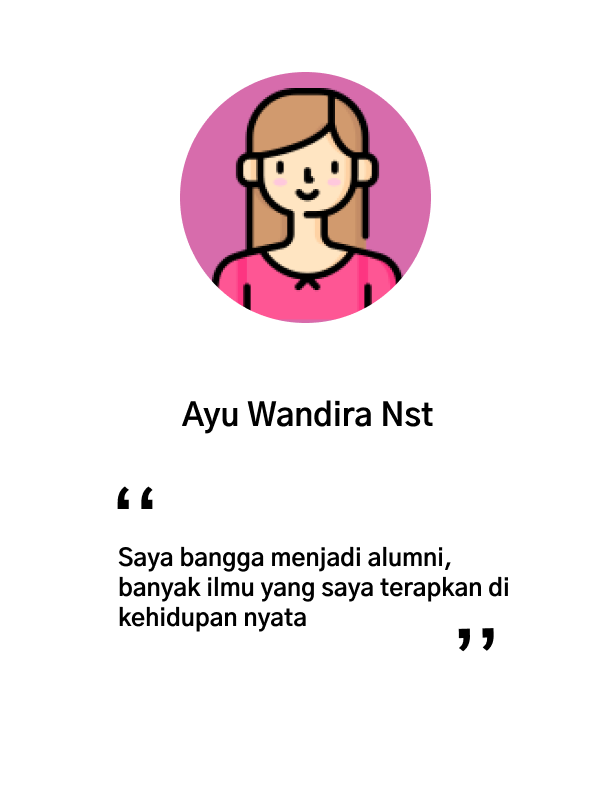 Ayu Wandira Nst
“
Saya bangga menjadi alumni,
banyak ilmu yang saya terapkan di
kehidupan nyata
”